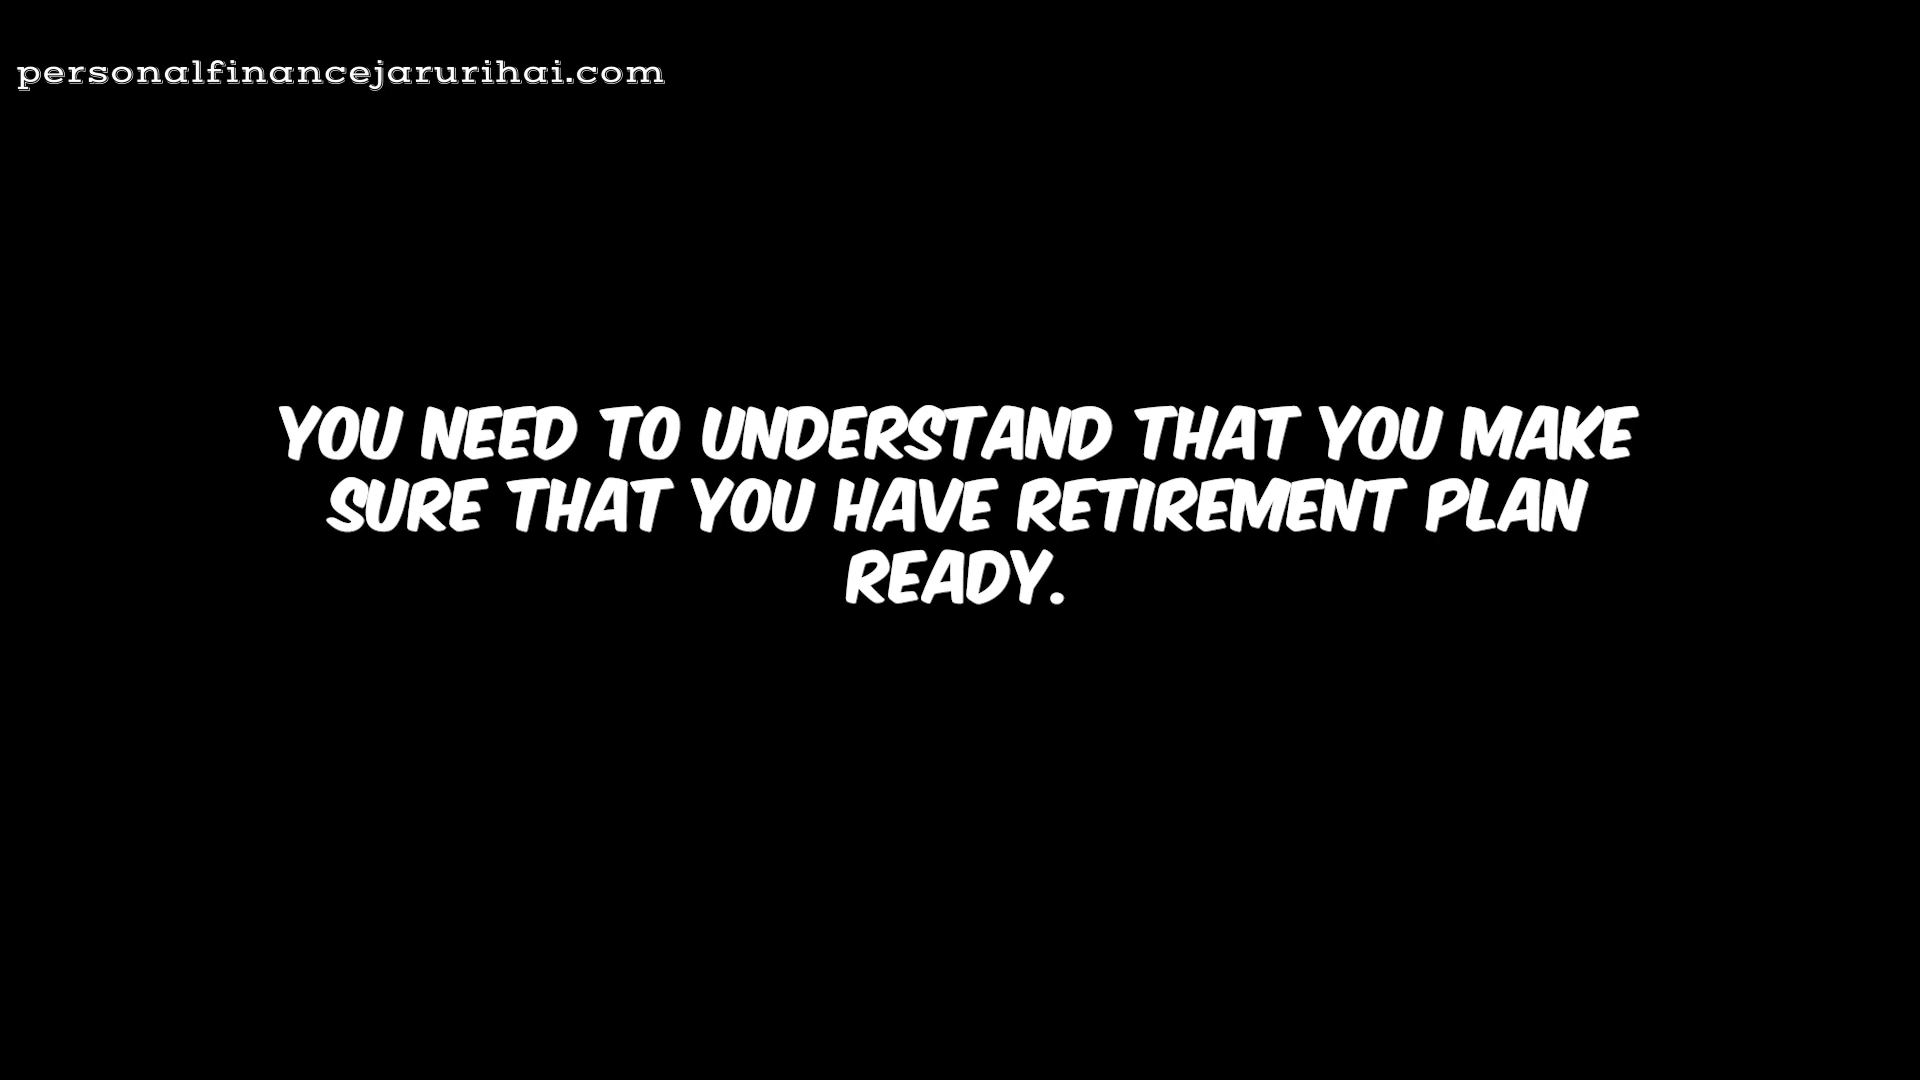 personalfinancejarurihai.com
YOU NEED TO UNDERSTAND THAT YOU MAKE
SURE THAT YOU HAVE RETIREMENT PLAN
READY.